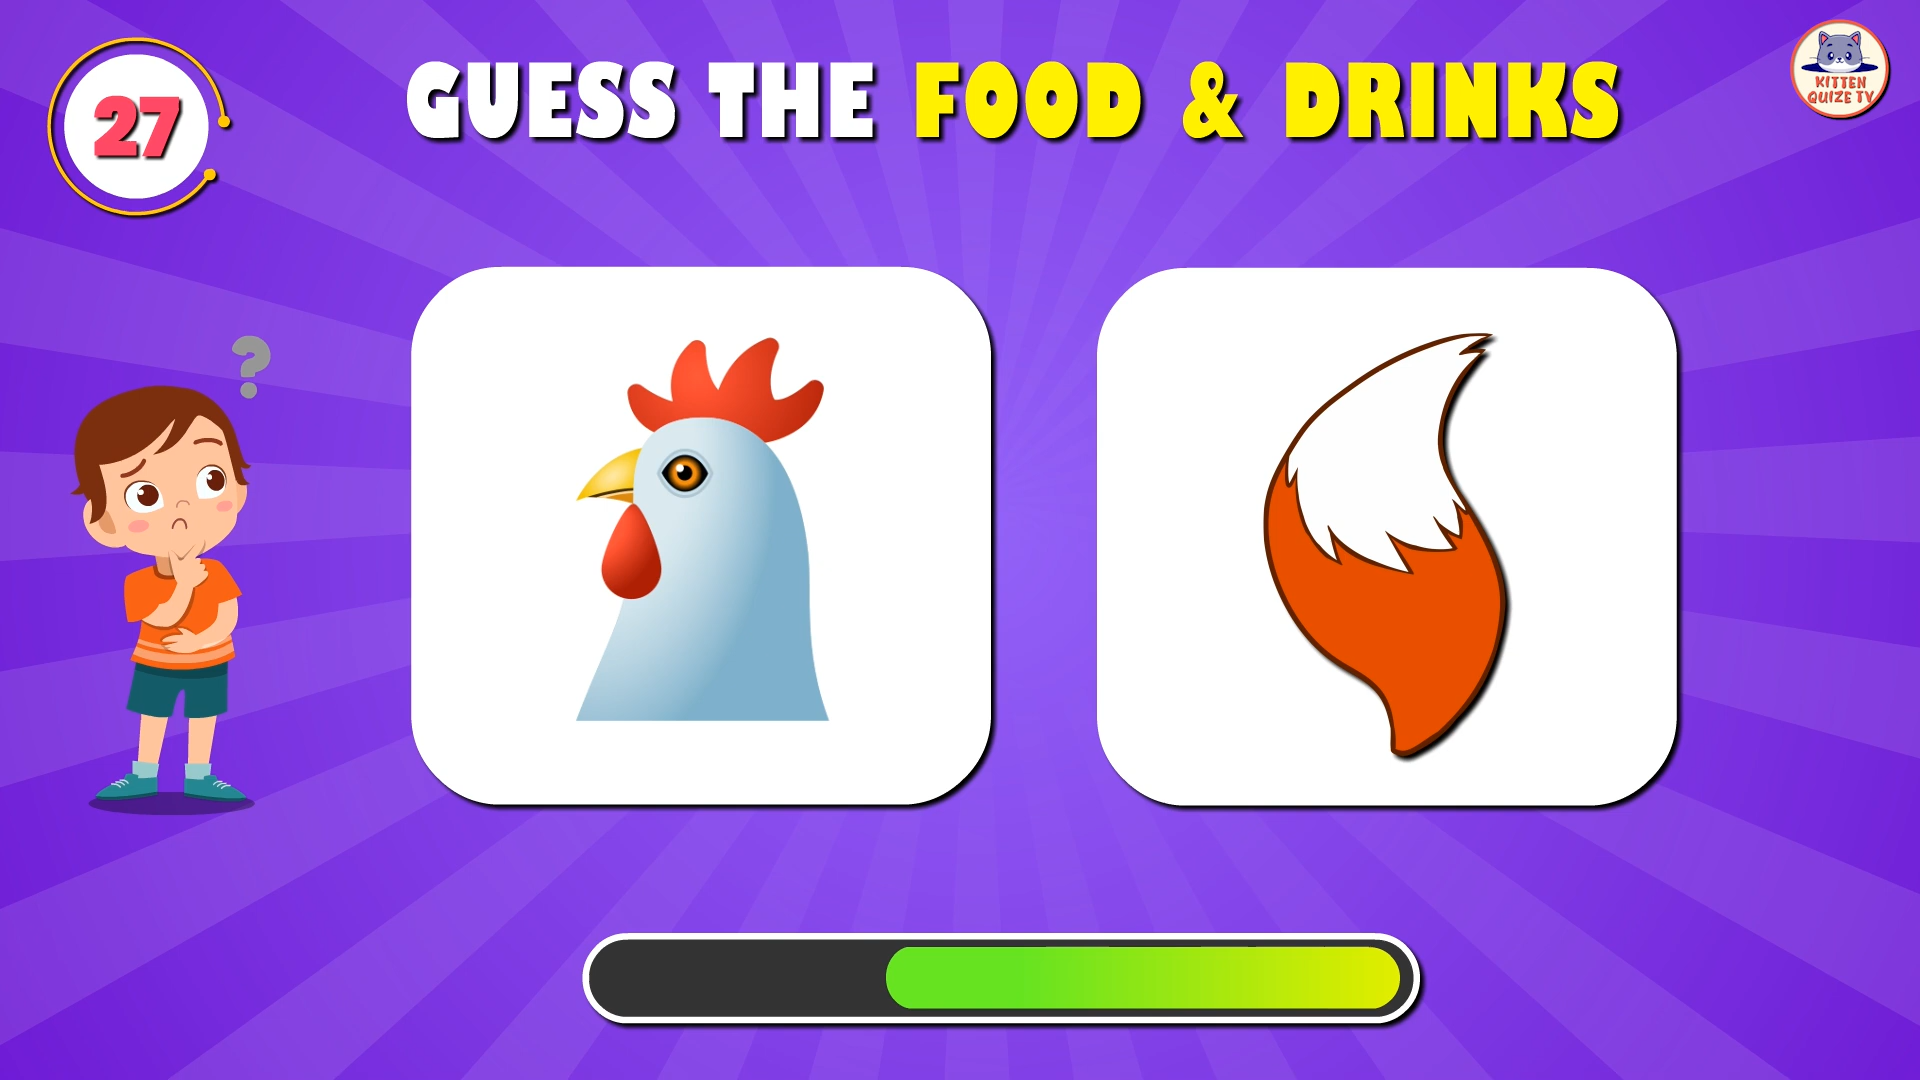 27
GUESS THE FOOD & DRINKS
KITTEN
QUIZE TV
?